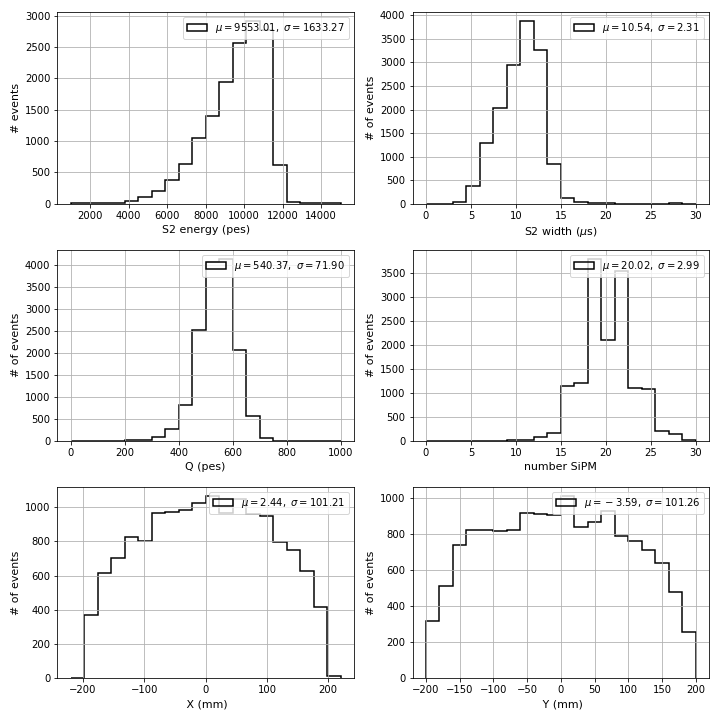 3000
2500
2000
1500
1000
500
0
# events
μ = 9553.01, σ = 1633.27
2000 4000 6000 8000 10000 12000 14000
S2 energy (pes)
4000
3500
3000
2500
2000
1500
1000
500
0
# of events
μ = 10.54, σ = 2.31
0 5 10 15 20 25 30
S2 width (μs)
4000
3500
3000
2500
2000
1500
1000
500
0
# of events
μ = 540.37, σ = 71.90
0 200 400 600 800 1000
Q (pes)
3500
3000
2500
2000
1500
1000
500
0
# of events
μ = 20.02, σ = 2.99
0 5 10 15 20 25 30
number SiPM
1000
800
600
400
200
0
# of events
μ = 2.44, σ = 101.21
−200 −100 0 100 200
X (mm)
1000
800
600
400
200
0
# of events
μ = −3.59, σ = 101.26
−200 −150 −100 −50 0 50 100 150 200
Y (mm)